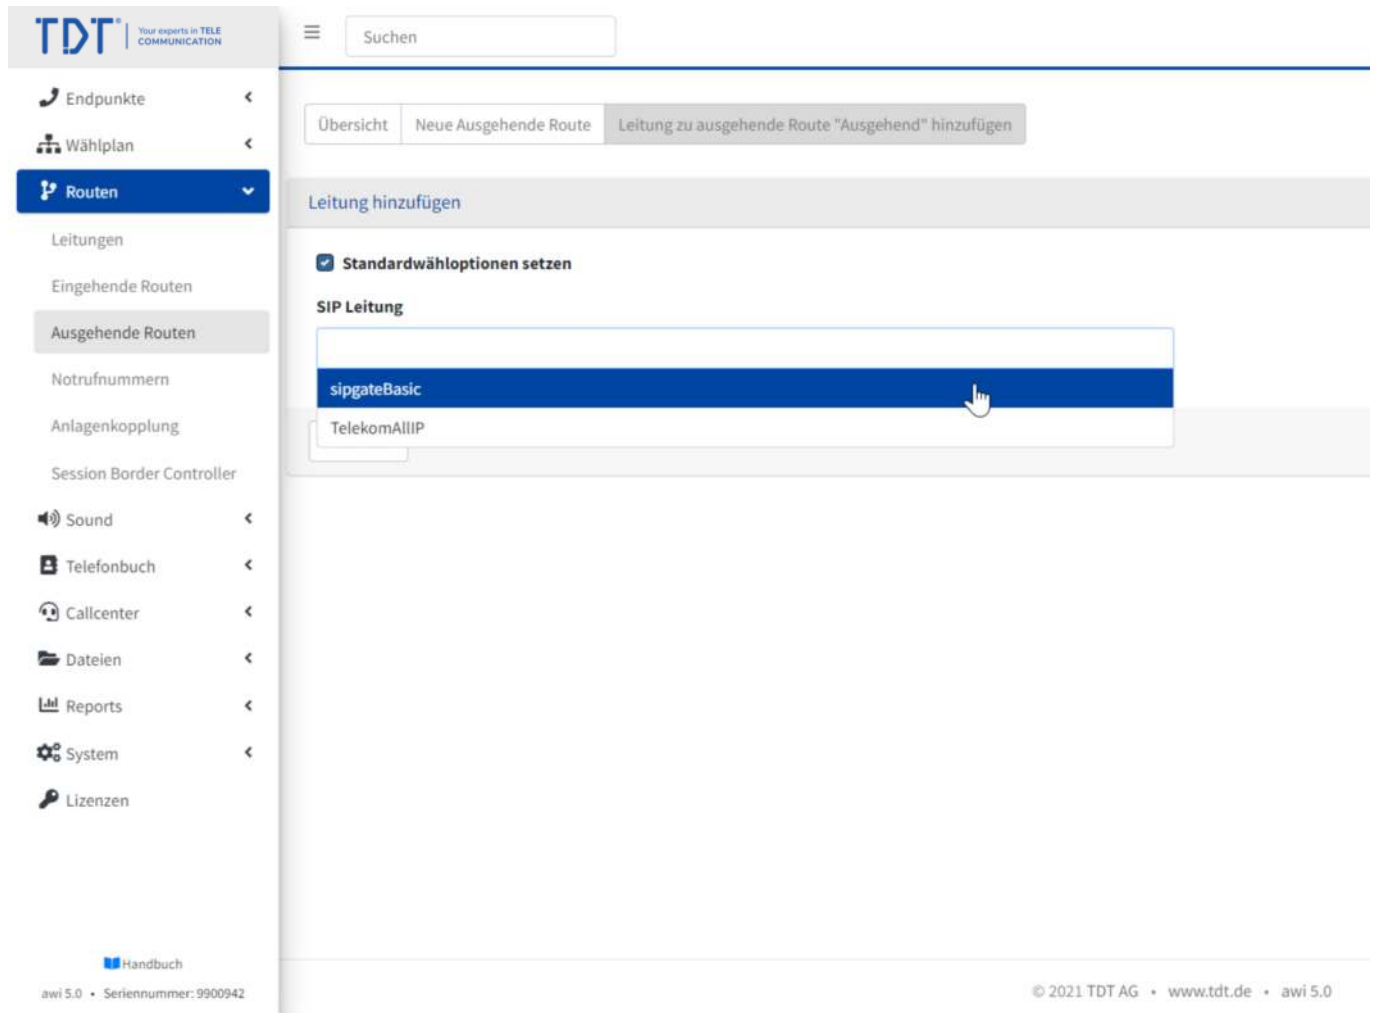 TDT Your experts in TELE
COMMUNICATION
Suchen
Endpunkte
Wählplan
Routen
Leitungen
Eingehende Routen
Ausgehende Routen
Notrufnummern
Anlagenkopplung
Session Border Controller
Sound
Telefonbuch
Callcenter
Dateien
Reports
System
Lizenzen
Handbuch
awi 5.0 • Seriennummer: 9900942
Übersicht Neue Ausgehende Route Leitung zu ausgehende Route "Ausgehend" hinzufügen
Leitung hinzufügen
Standardwähloptionen setzen
SIP Leitung
sipgateBasic
TelekomAllIP
© 2021 TDT AG • www.tdt.de • awi 5.0